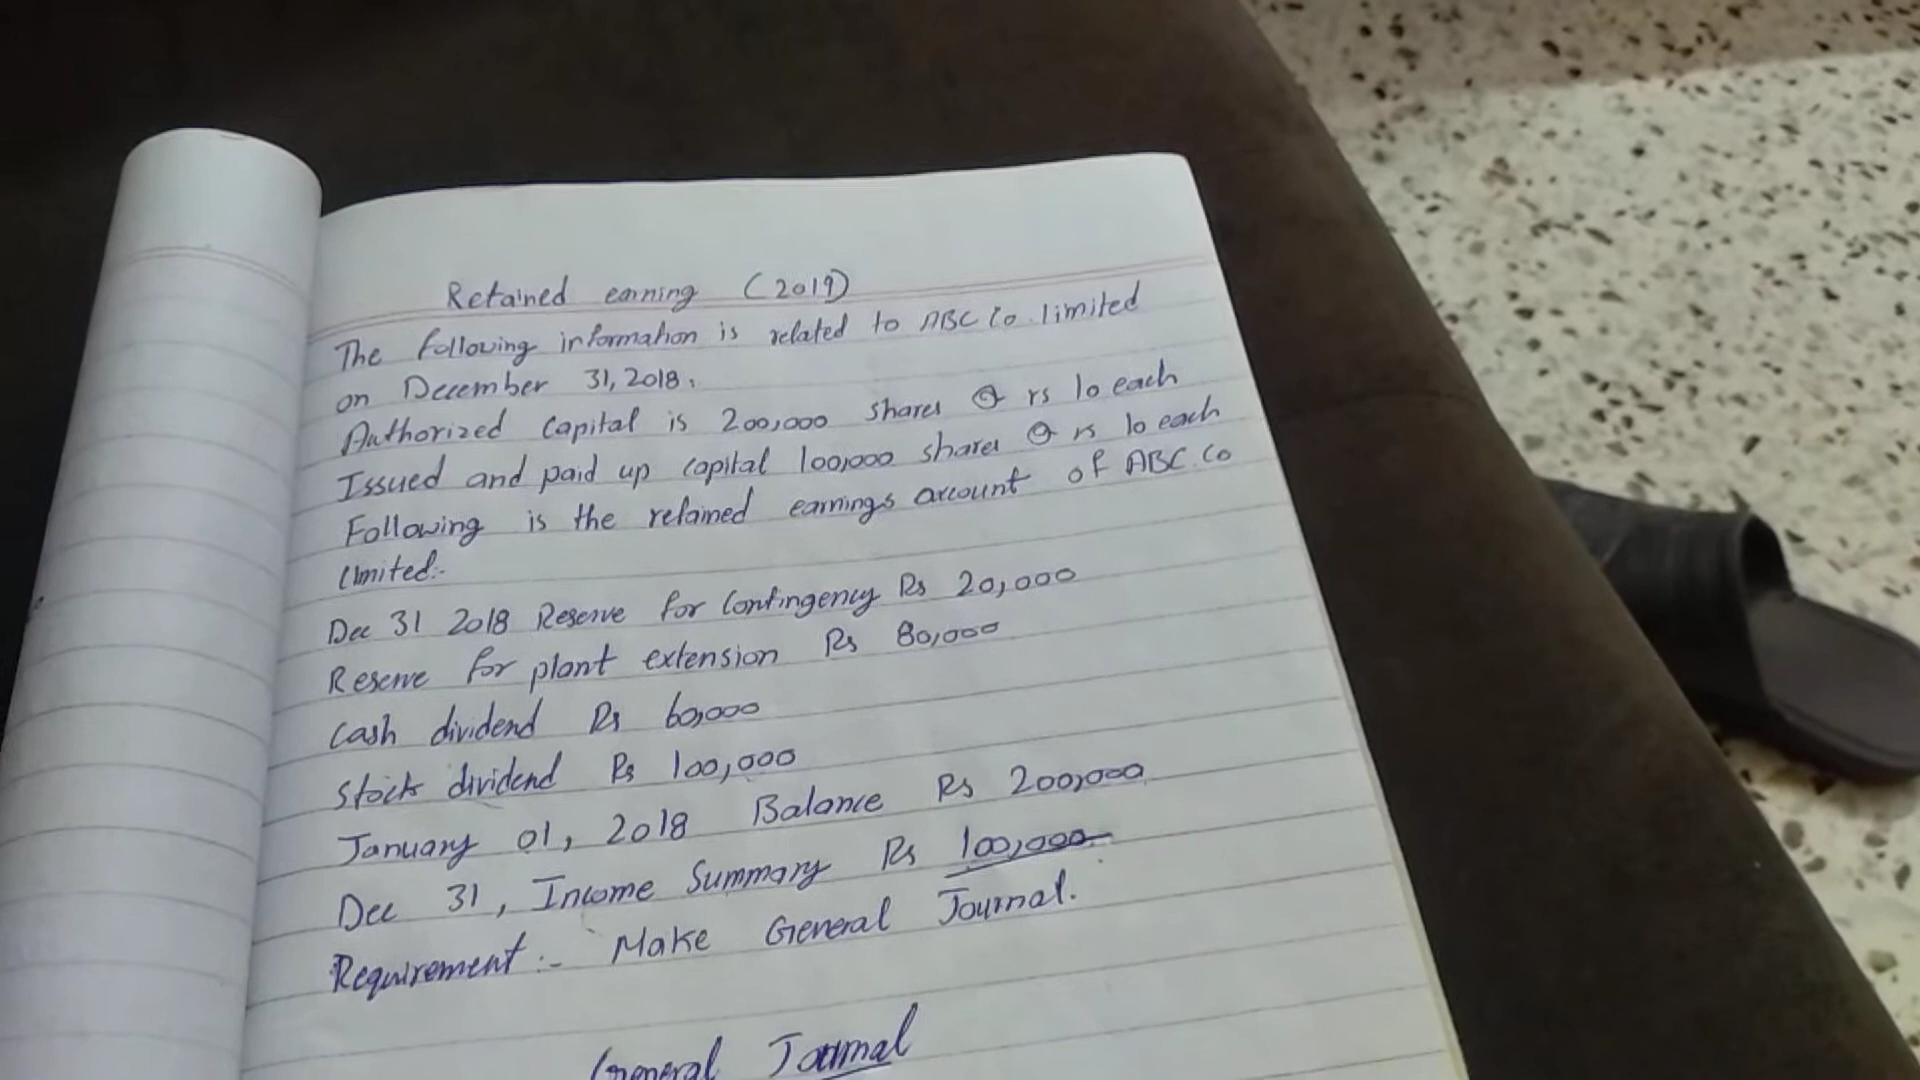 Retained earning (2019)
The following information is related to ABC Co. limited
on December 31, 2018.
Authorized Capital is 200,000 shares @ rs 10 each
Issued and paid up capital 100,000 shares @ rs 10 each
Following is the retained earnings account of ABC. Co
limited:-
Dec 31 2018 Reserve for Contingency Rs 20,000
Reserve for plant extension Rs 80,000
Cash dividend Rs 60,000
Stock dividend Rs 100,000
January 01, 2018 Balance Rs 200,000
Dec 31, Income Summary Rs 100,000
Requirement:- Make General Journal.
General Journal